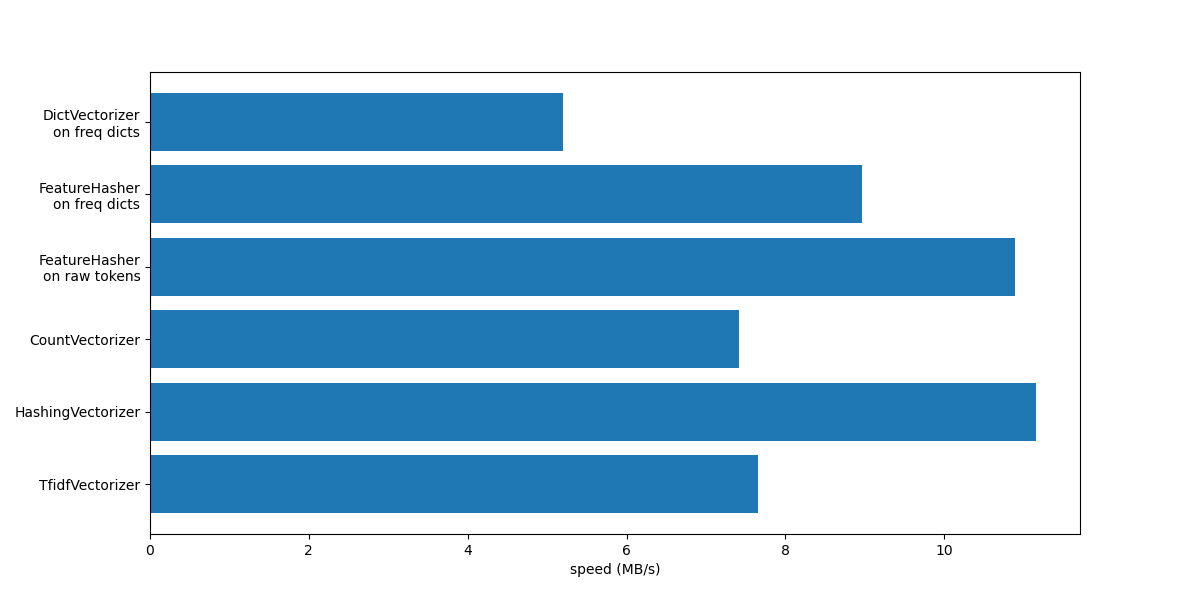 DictVectorizer
on freq dicts
FeatureHasher
on freq dicts
FeatureHasher
on raw tokens
CountVectorizer
HashingVectorizer
TfidfVectorizer
0 2 4 6 8 10
speed (MB/s)